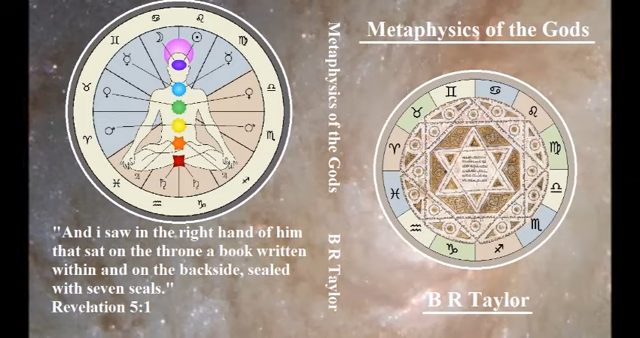 "And i saw in the right hand of him
that sat on the throne a book written
within and on the backside, sealed
with seven seals."
Revelation 5:1
Metaphysics of the Gods B R Taylor
Metaphysics of the Gods
B R Taylor